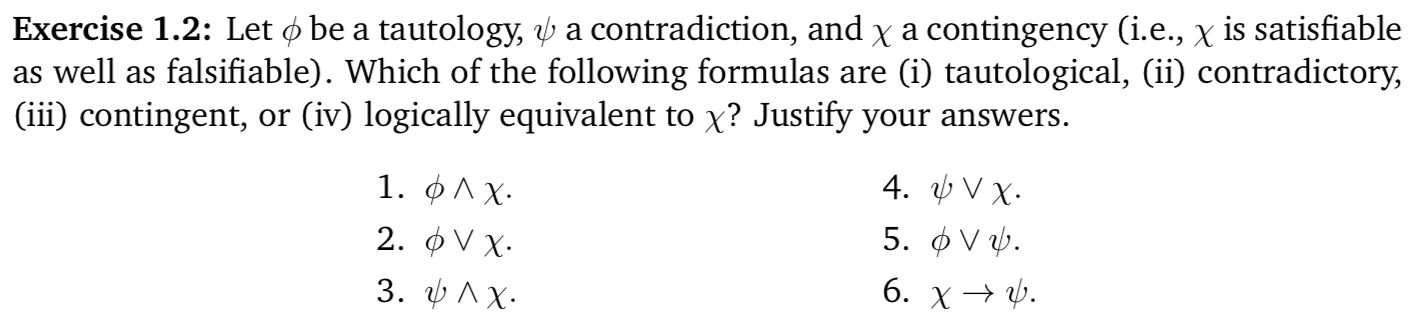 Exercise 1.2: Let ϕ be a tautology, ψ a contradiction, and χ a contingency (i.e., χ is satisfiable
as well as falsifiable). Which of the following formulas are (i) tautological, (ii) contradictory,
(iii) contingent, or (iv) logically equivalent to χ? Justify your answers.
1. ϕ ∧ χ.
2. ϕ ∨ χ.
3. ψ ∧ χ.
4. ψ ∨ χ.
5. ϕ ∨ ψ.
6. χ → ψ.